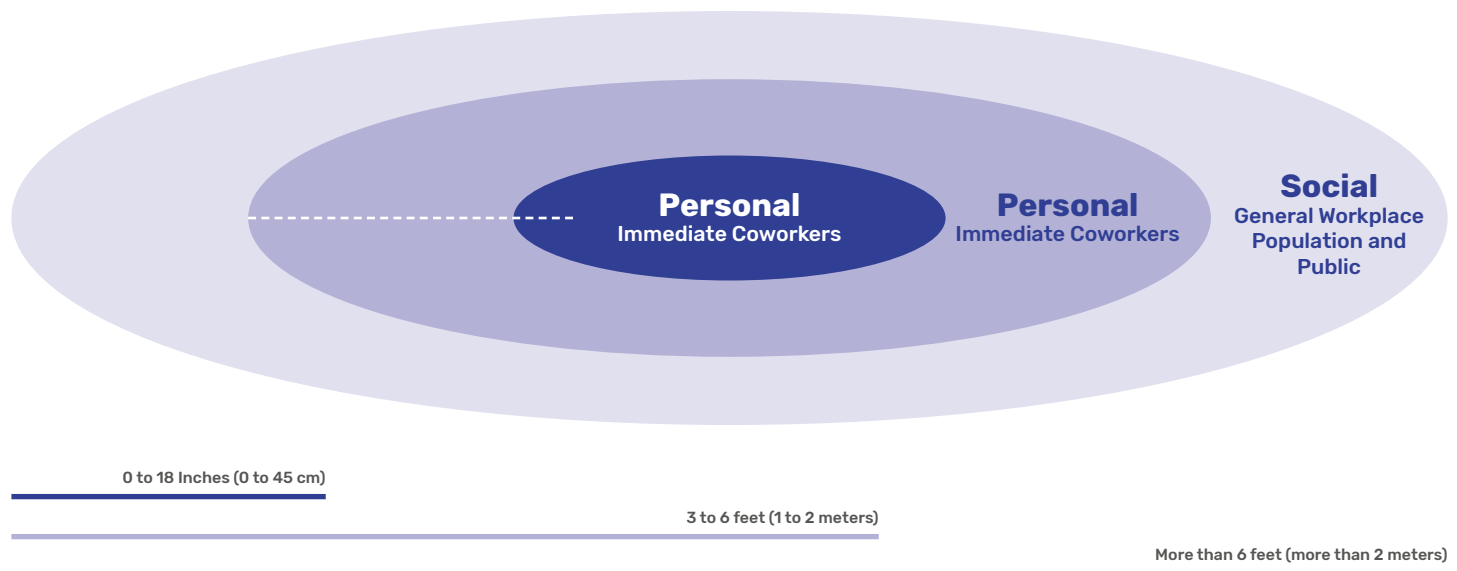 Personal
Immediate Coworkers
Personal
Immediate Coworkers
Social
General Workplace
Population and
Public
0 to 18 Inches (0 to 45 cm)
3 to 6 feet (1 to 2 meters)
More than 6 feet (more than 2 meters)